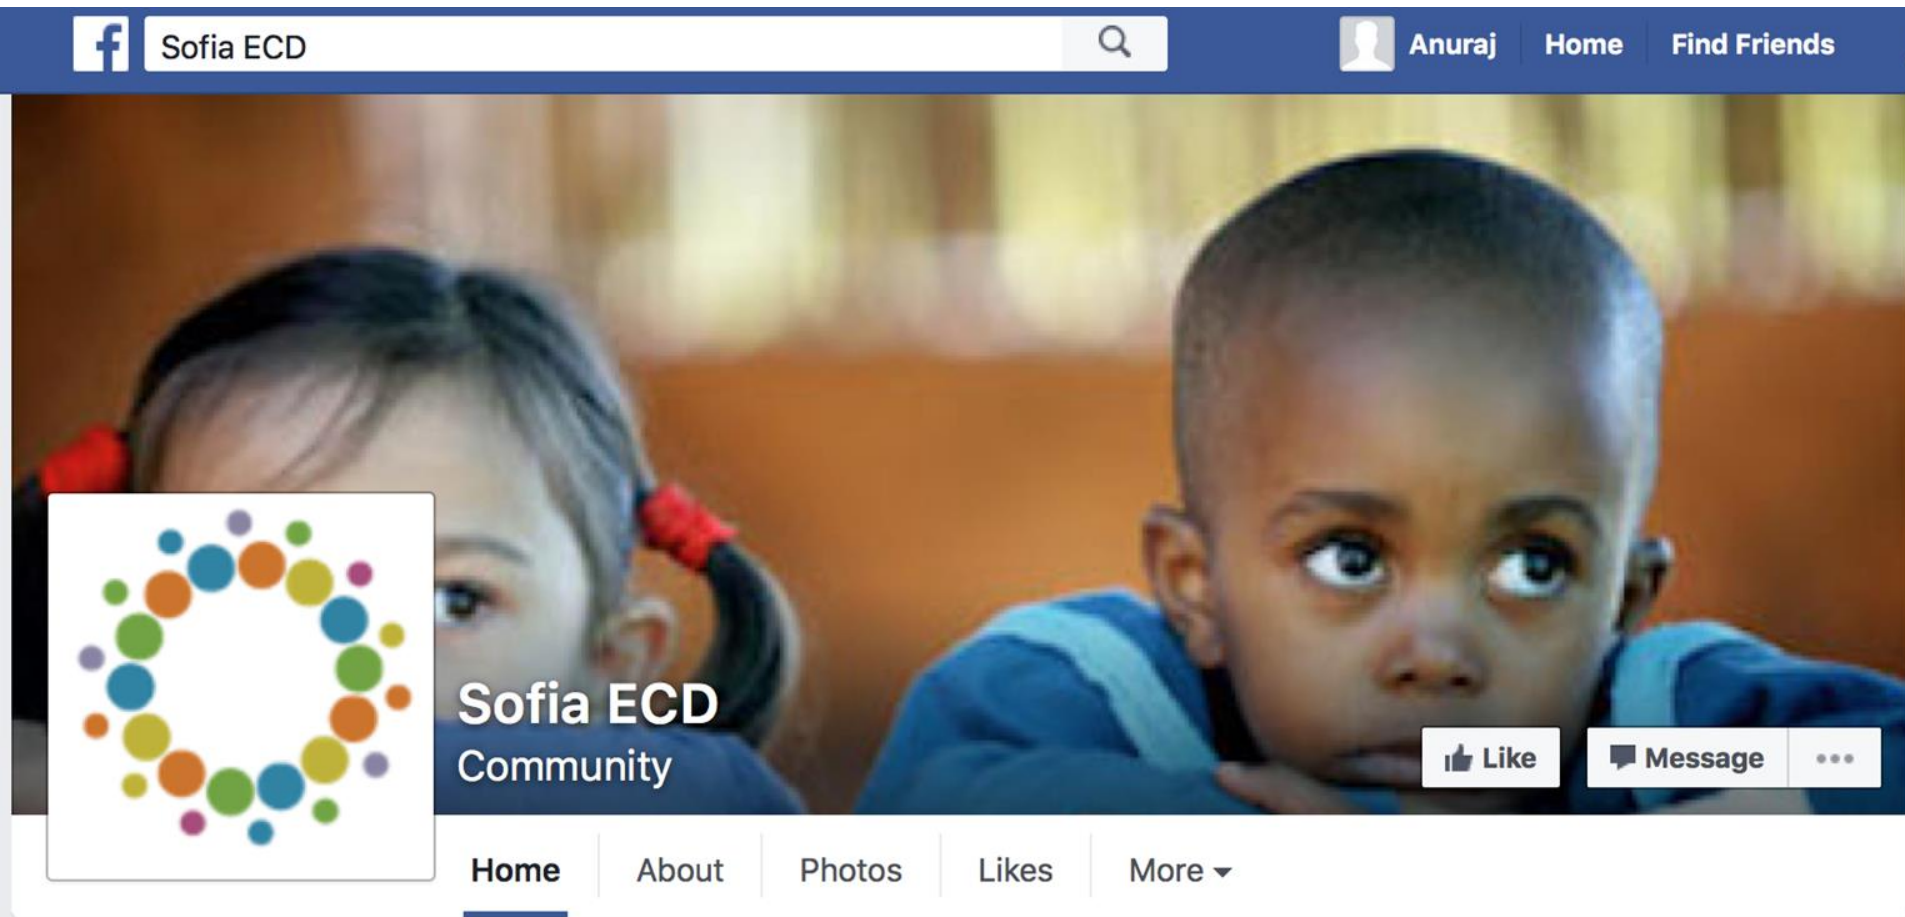 Sofia ECD
Anuraj
Home
Find Friends
Sofia ECD
Community
Like
Message
Home
About
Photos
Likes
More